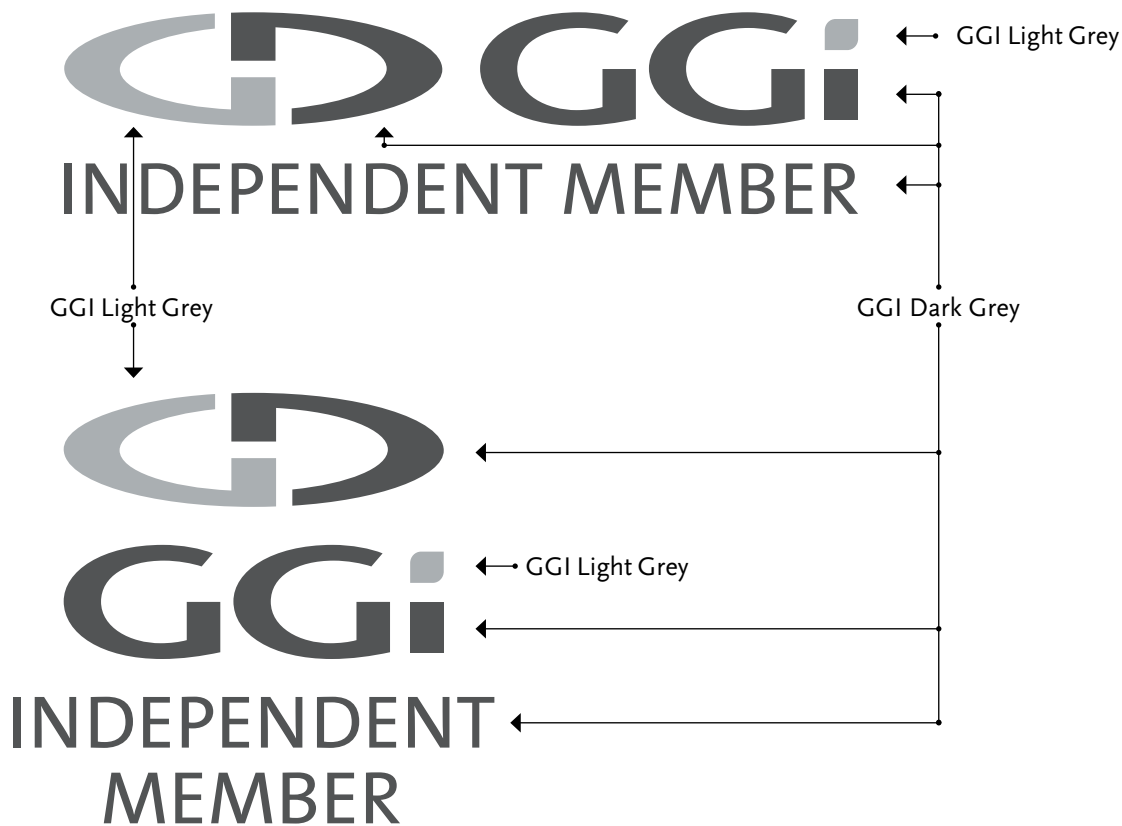 GGi
GGI Light Grey
INDEPENDENT MEMBER
GGI Light Grey
GGI Dark Grey
GGi
GGI Light Grey
INDEPENDENT
MEMBER